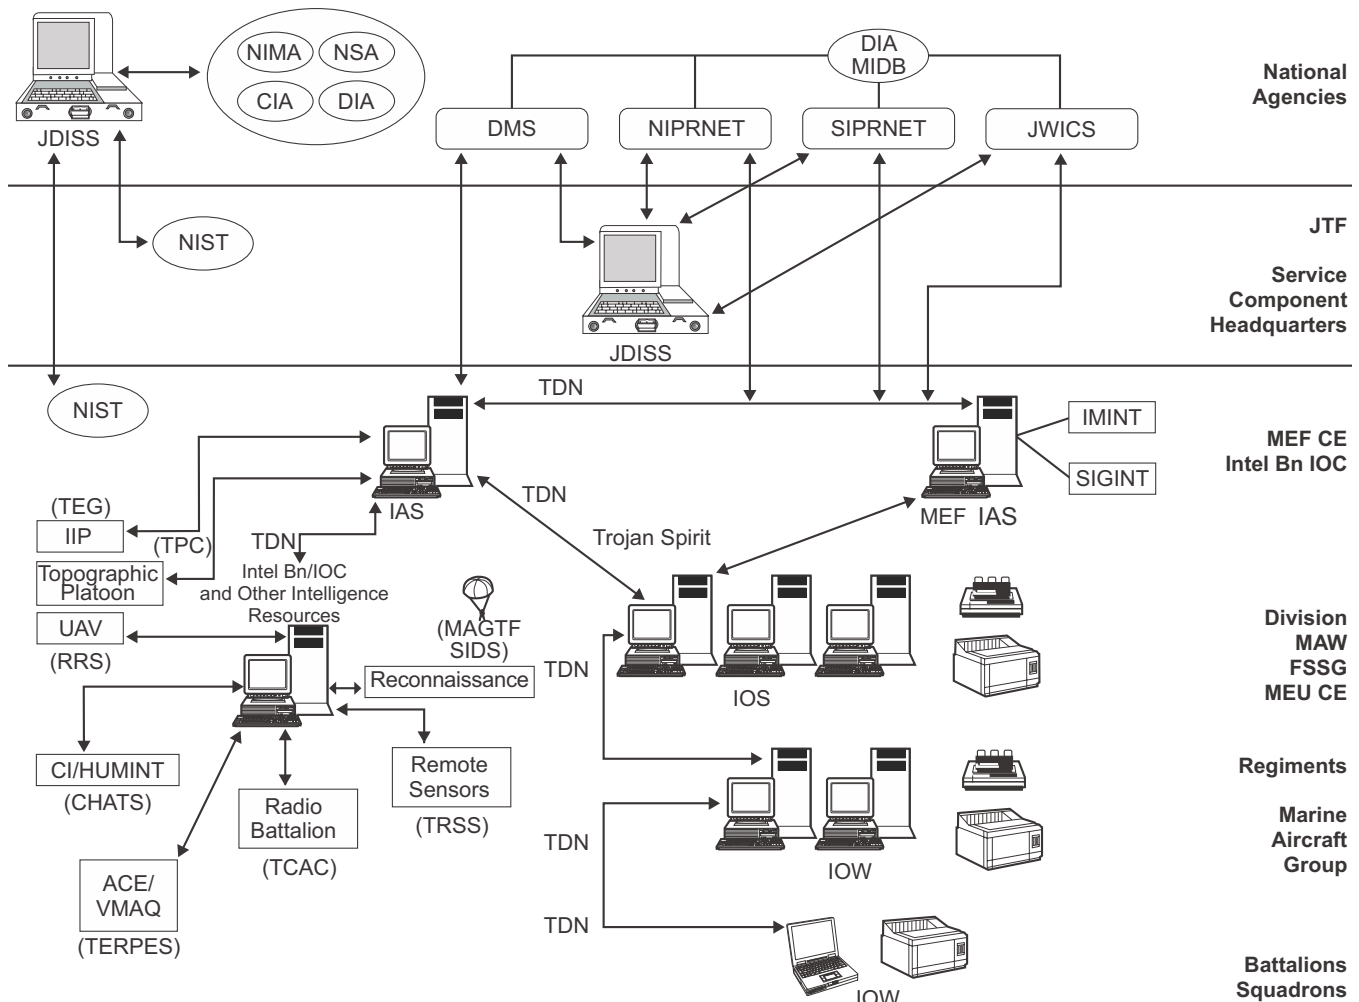 NIMA
NSA
CIA
DIA
JDISS
DIA
MIDB
DMS
NIPRNET
SIPRNET
JWICS
National
Agencies
NIST
JDISS
JTF
Service
Component
Headquarters
NIST
TDN
IAS
TDN
MEF IAS
IMINT
SIGINT
MEF CE
Intel Bn IOC
(TEG)
IIP
(TPC)
TDN
Topographic
Platoon
Intel Bn/IOC
and Other Intelligence
Resources
UAV
(RRS)
(MAGTF
SIDS)
Reconnaissance
Trojan Spirit
TDN
IOS
Division
MAW
FSSG
MEU CE
CI/HUMINT
(CHATS)
Radio
Battalion
(TCAC)
Remote
Sensors
(TRSS)
ACE/
VMAQ
(TERPES)
TDN
IOW
Regiments
Marine
Aircraft
Group
TDN
IOW
Battalions
Squadrons